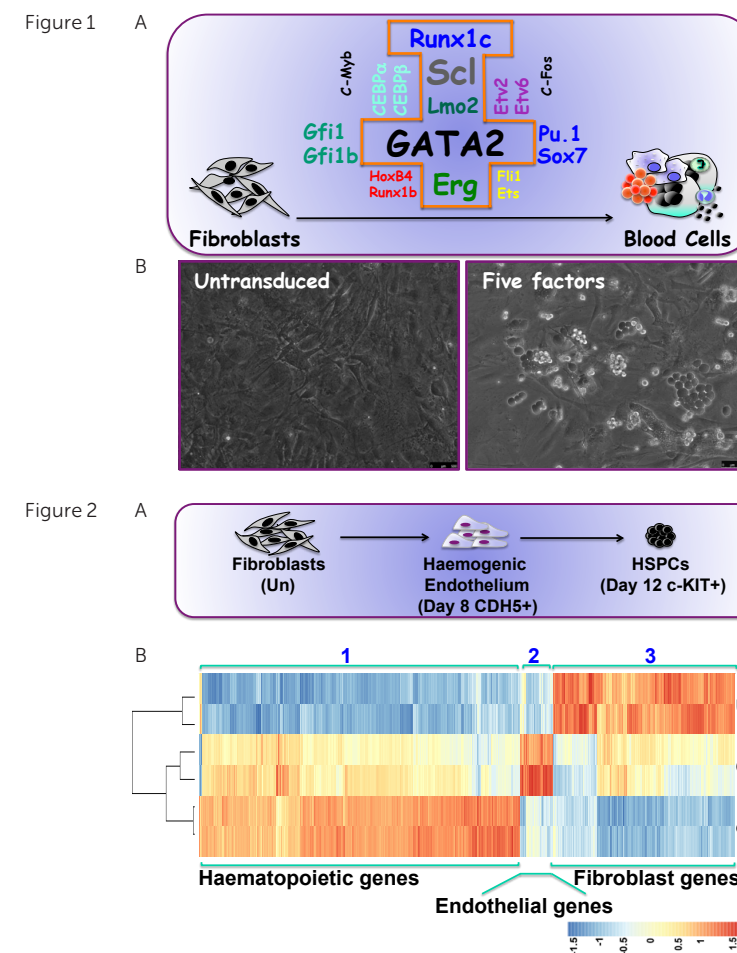 Figure 1
A
Runx1c
C-Myb
CEBPα
CEBPβ
Scl
Lmo2
Etv2
Etv6
C-Fos
Gfi1
Gfi1b
GATA2
Pu.1
Sox7
HoxB4
Runx1b
Erg
Fli1
Ets
Fibroblasts
Blood Cells
B
Untransduced
Five factors
Figure 2
A
Fibroblasts
(Un)
Haemogenic
Endothelium
(Day 8 CDH5+)
HSPCs
(Day 12 c-KIT+)
B
1 2 3
Haematopoietic genes
Fibroblast genes
Endothelial genes
-1.5 -1 -0.5 0 0.5 1 1.5